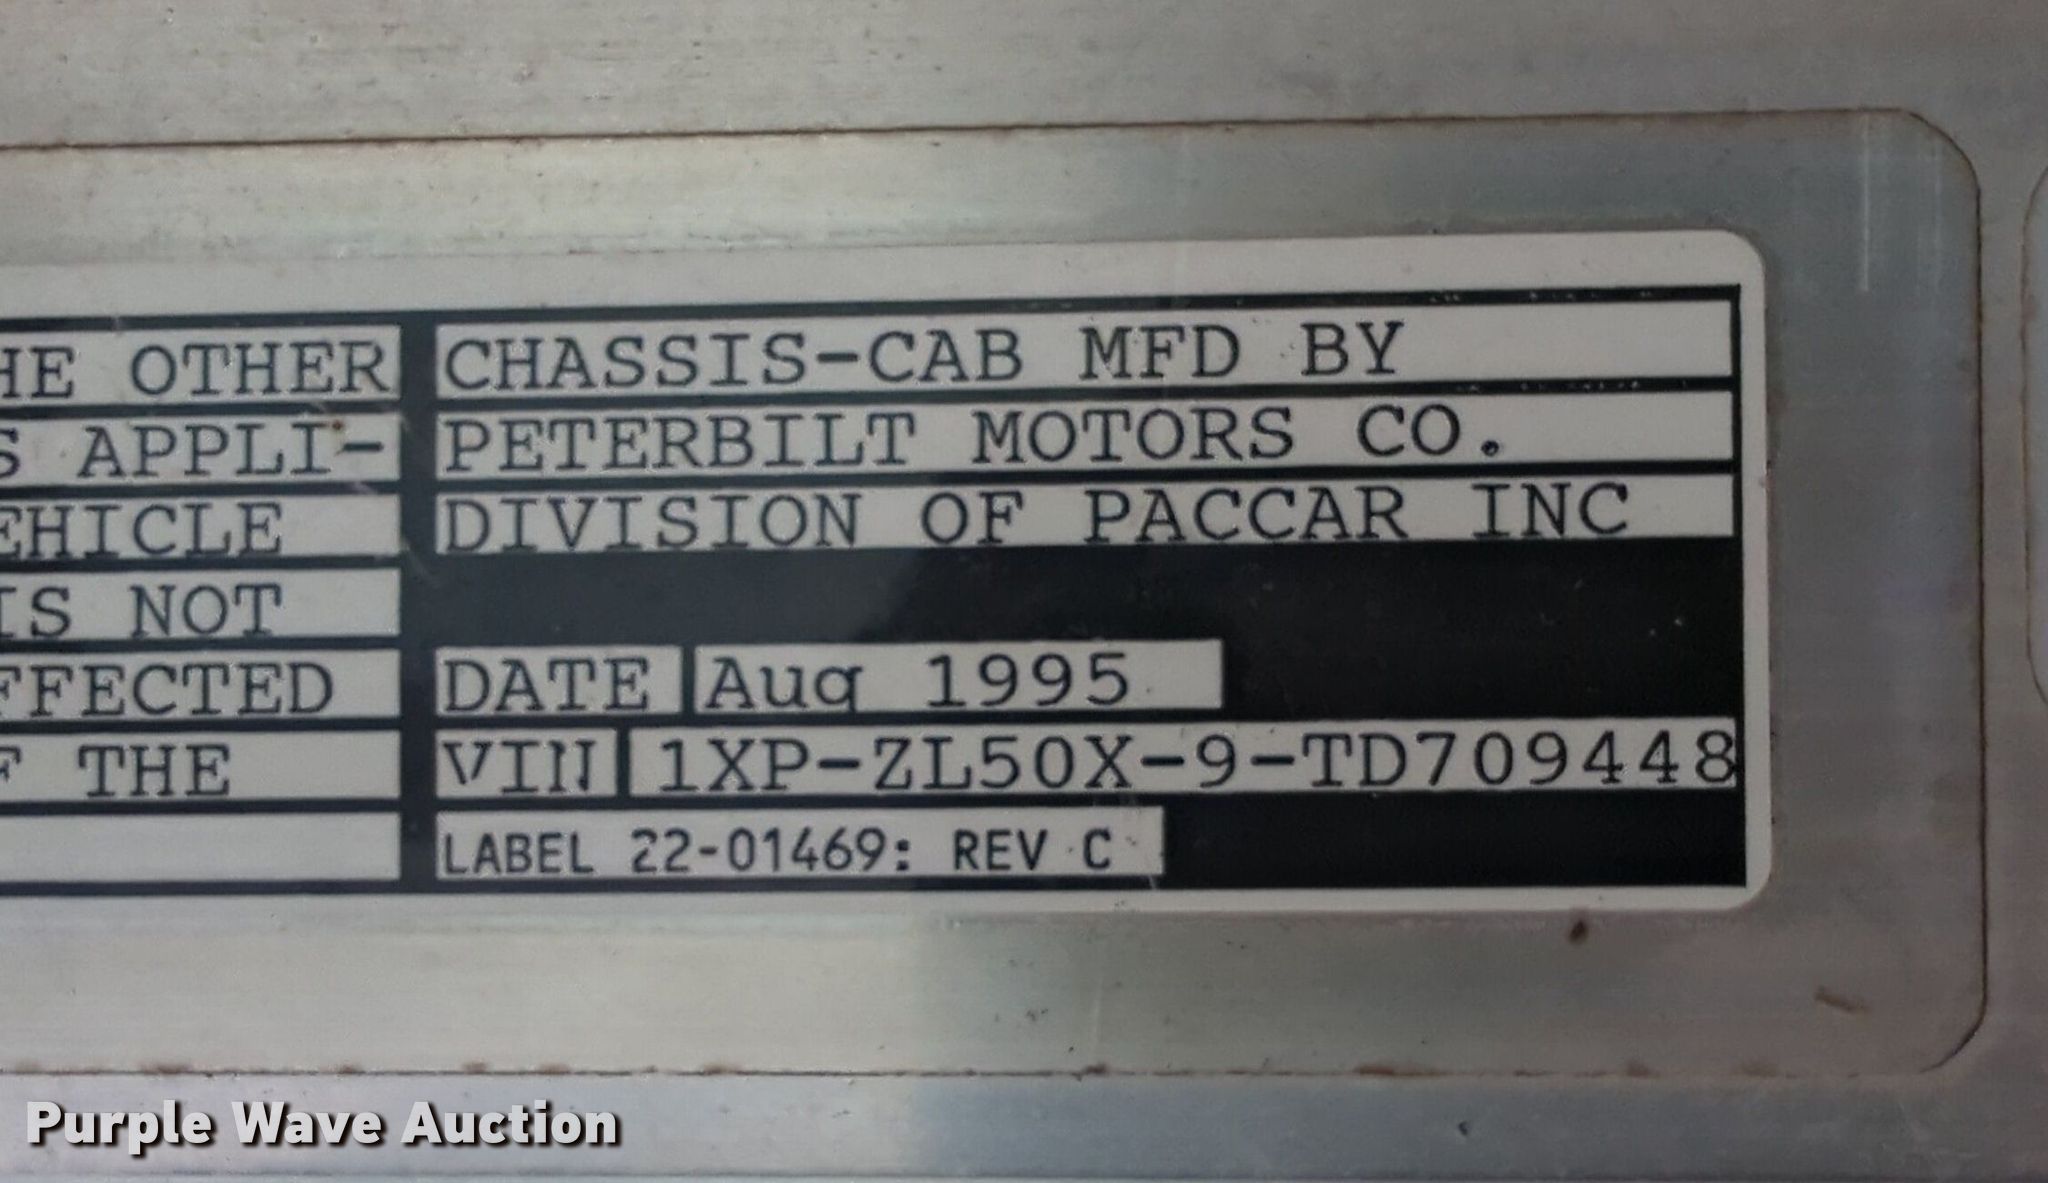 HE OTHER
S APPLI-
EHICLE
IS NOT
FFECTED
F THE
CHASSIS-CAB MFD BY
PETERBILT MOTORS CO.
DIVISION OF PACCAR INC
DATE Aug 1995
VIN 1XP-ZL50X-9-TD709448
LABEL 22-01469: REV C
Purple Wave Auction